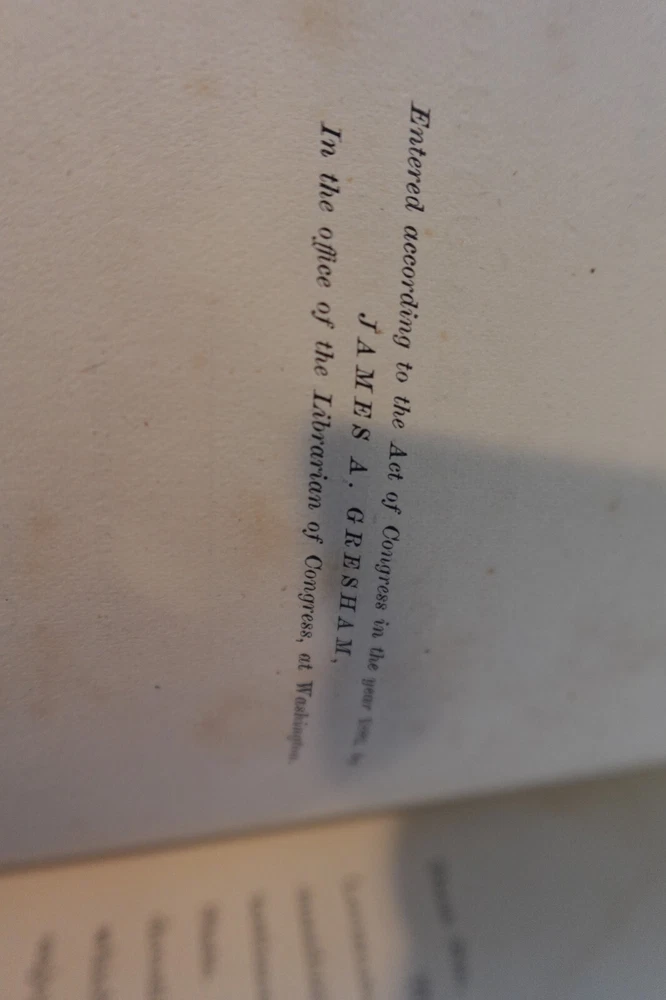 Entered according to the Act of Congress in the year by
JAMES A. GRESHAM,
In the office of the Librarian of Congress, at Washington.